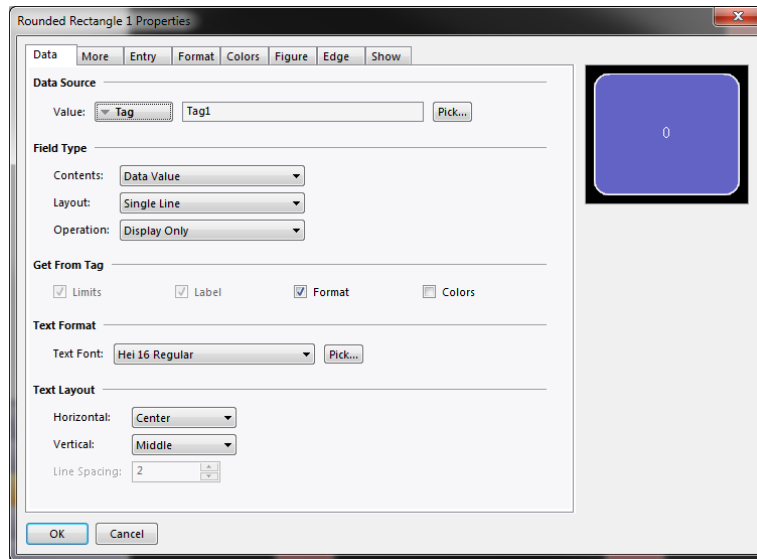 Rounded Rectangle 1 Properties
Data More Entry Format Colors Figure Edge Show
Data Source
Value: Tag Tag1 Pick...
0
Field Type
Contents: Data Value
Layout: Single Line
Operation: Display Only
Get From Tag
Limits Label Format Colors
Text Format
Text Font: Hei 16 Regular Pick...
Text Layout
Horizontal: Center
Vertical: Middle
Line Spacing: 2
OK Cancel